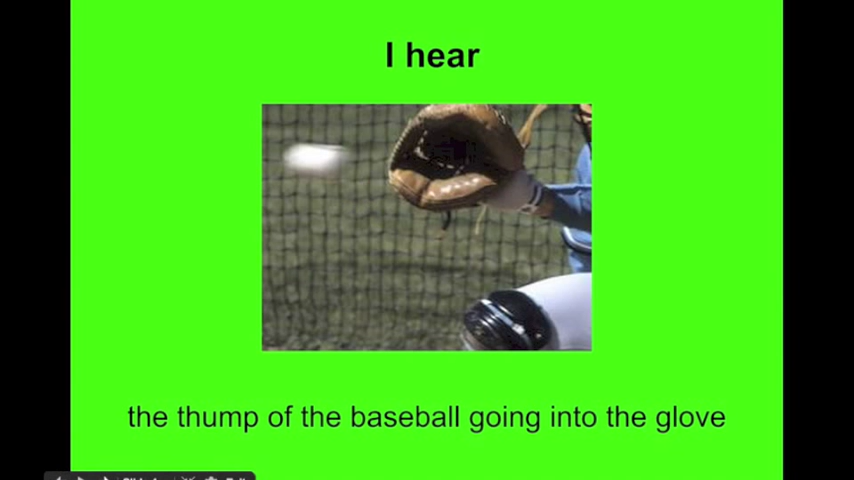 I hear
the thump of the baseball going into the glove